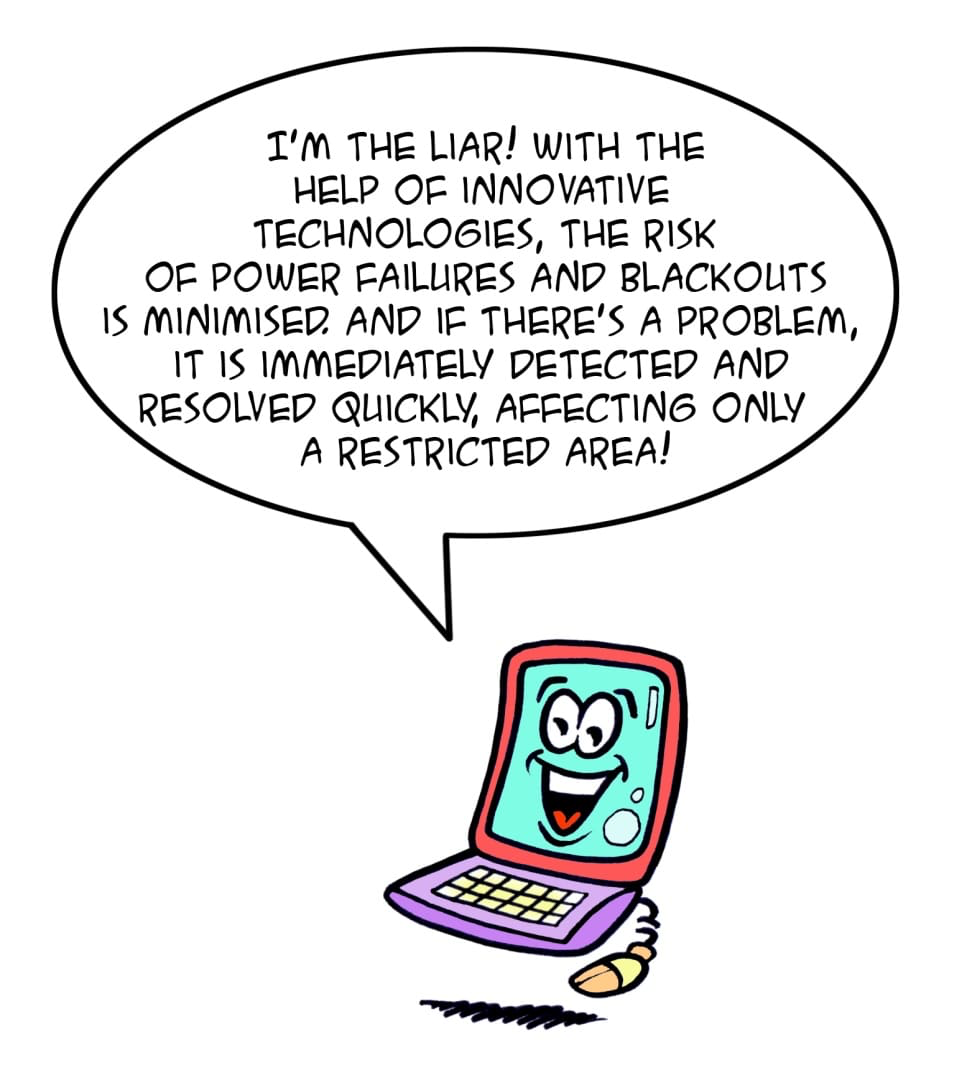 I'M THE LIAR! WITH THE
HELP OF INNOVATIVE
TECHNOLOGIES, THE RISK
OF POWER FAILURES AND BLACKOUTS
IS MINIMISED. AND IF THERE'S A PROBLEM,
IT IS IMMEDIATELY DETECTED AND
RESOLVED QUICKLY, AFFECTING ONLY
A RESTRICTED AREA!